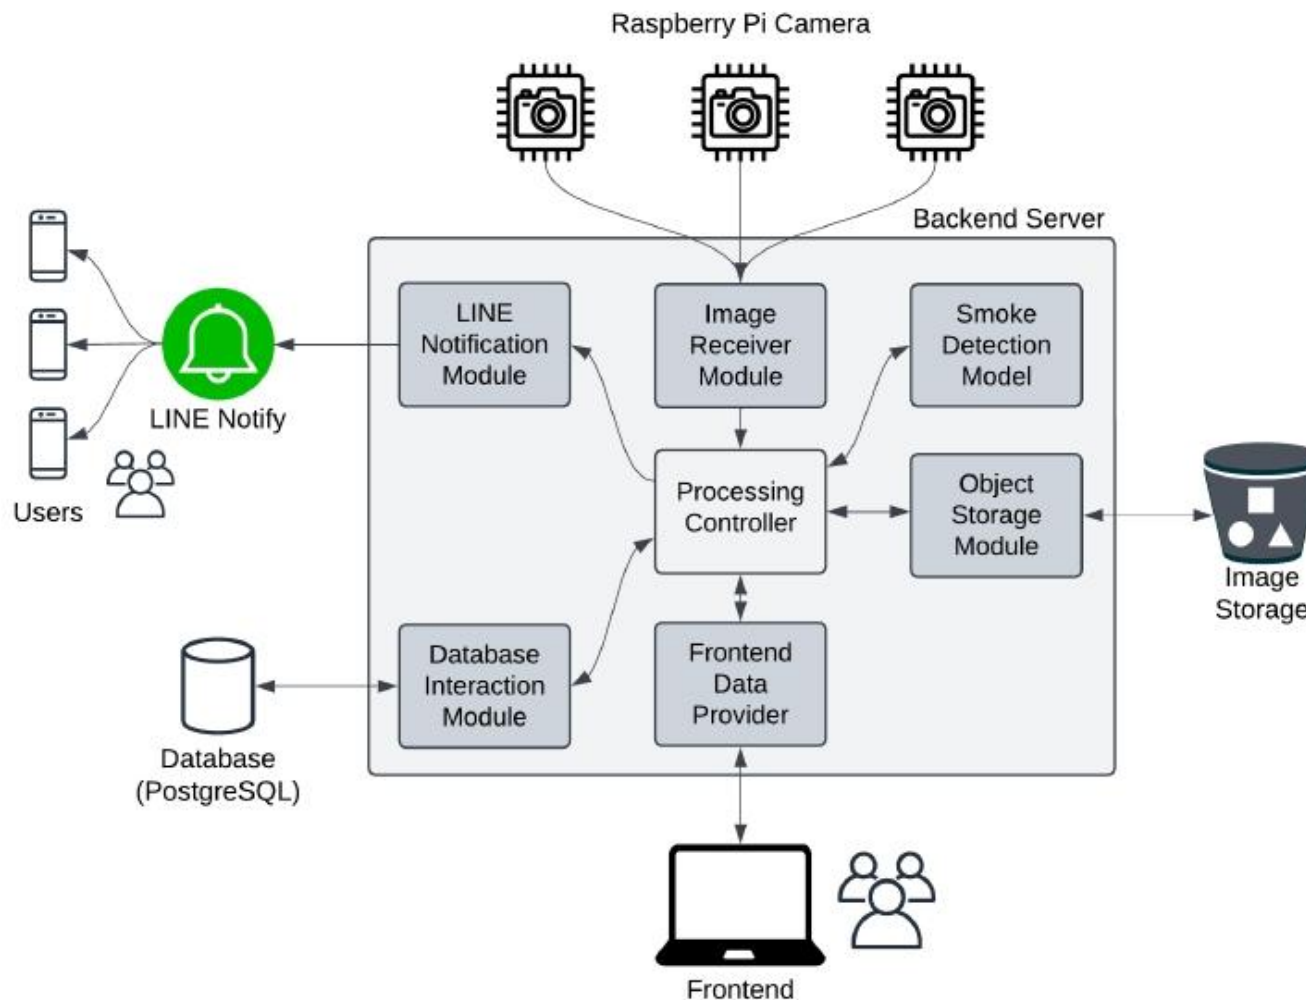 Raspberry Pi Camera
Backend Server
LINE
Notification
Module
Image
Receiver
Module
Smoke
Detection
Model
LINE Notify
Users
Processing
Controller
Object
Storage
Module
Image
Storage
Database
Interaction
Module
Frontend
Data
Provider
Database
(PostgreSQL)
Frontend